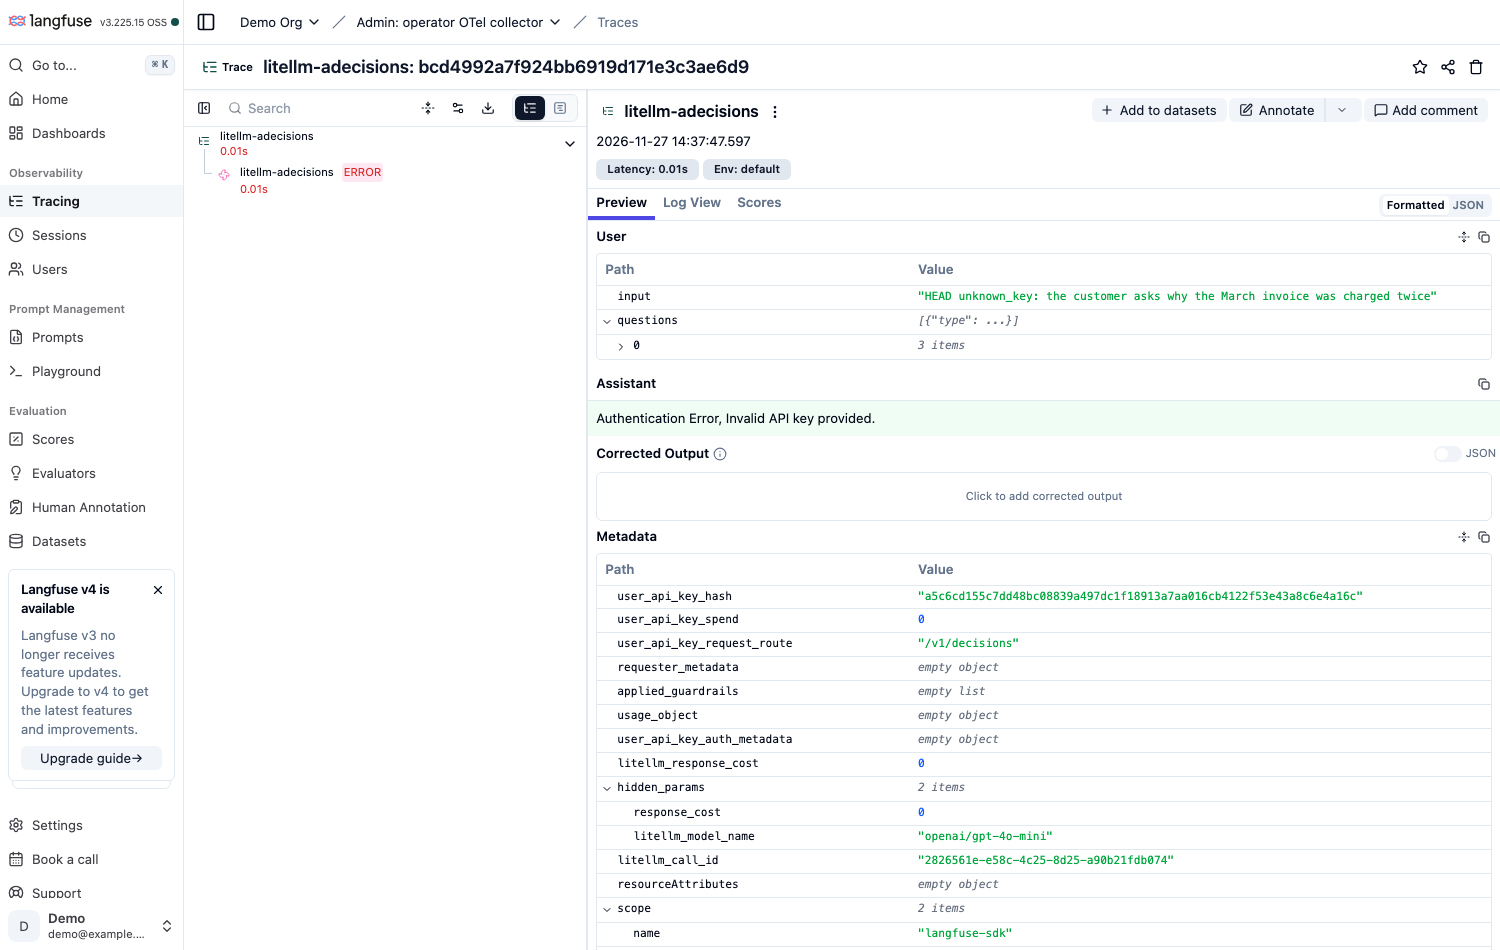 langfuse v3.225.15 OSS
Demo Org
Admin: operator OTel collector
Traces
Go to...
⌘ K
Home
Dashboards
Observability
Tracing
Sessions
Users
Prompt Management
Prompts
Playground
Evaluation
Scores
Evaluators
Human Annotation
Datasets
Langfuse v4 is
available
Langfuse v3 no
longer receives
feature updates.
Upgrade to v4 to get
the latest features
and improvements.
Upgrade guide→
Settings
Book a call
Support
D
Demo
demo@example....
Trace litellm-adecisions: bcd4992a7f924bb6919d171e3c3ae6d9
Search
litellm-adecisions
0.01s
litellm-adecisions ERROR
0.01s
litellm-adecisions
Add to datasets
Annotate
Add comment
2026-11-27 14:37:47.597
Latency: 0.01s
Env: default
Preview Log View Scores
Formatted JSON
User
Path Value
input "HEAD unknown_key: the customer asks why the March invoice was charged twice"
questions [{"type": ...}]
0 3 items
Assistant
Authentication Error, Invalid API key provided.
Corrected Output
JSON
Click to add corrected output
Metadata
Path Value
user_api_key_hash "a5c6cd155c7dd48bc08839a497dc1f18913a7aa016cb4122f53e43a8c6e4a16c"
user_api_key_spend 0
user_api_key_request_route "/v1/decisions"
requester_metadata empty object
applied_guardrails empty list
usage_object empty object
user_api_key_auth_metadata empty object
litellm_response_cost 0
hidden_params 2 items
response_cost 0
litellm_model_name "openai/gpt-4o-mini"
litellm_call_id "2826561e-e58c-4c25-8d25-a90b21fdb074"
resourceAttributes empty object
scope 2 items
name "langfuse-sdk"